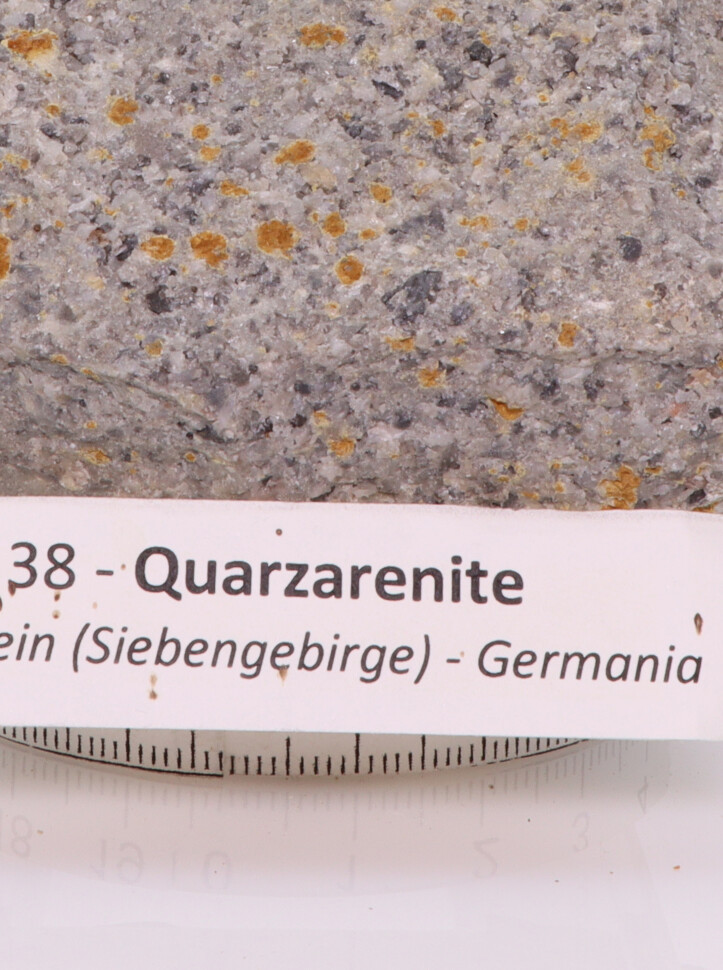 38 - Quarzarenite
ein (Siebengebirge) - Germania